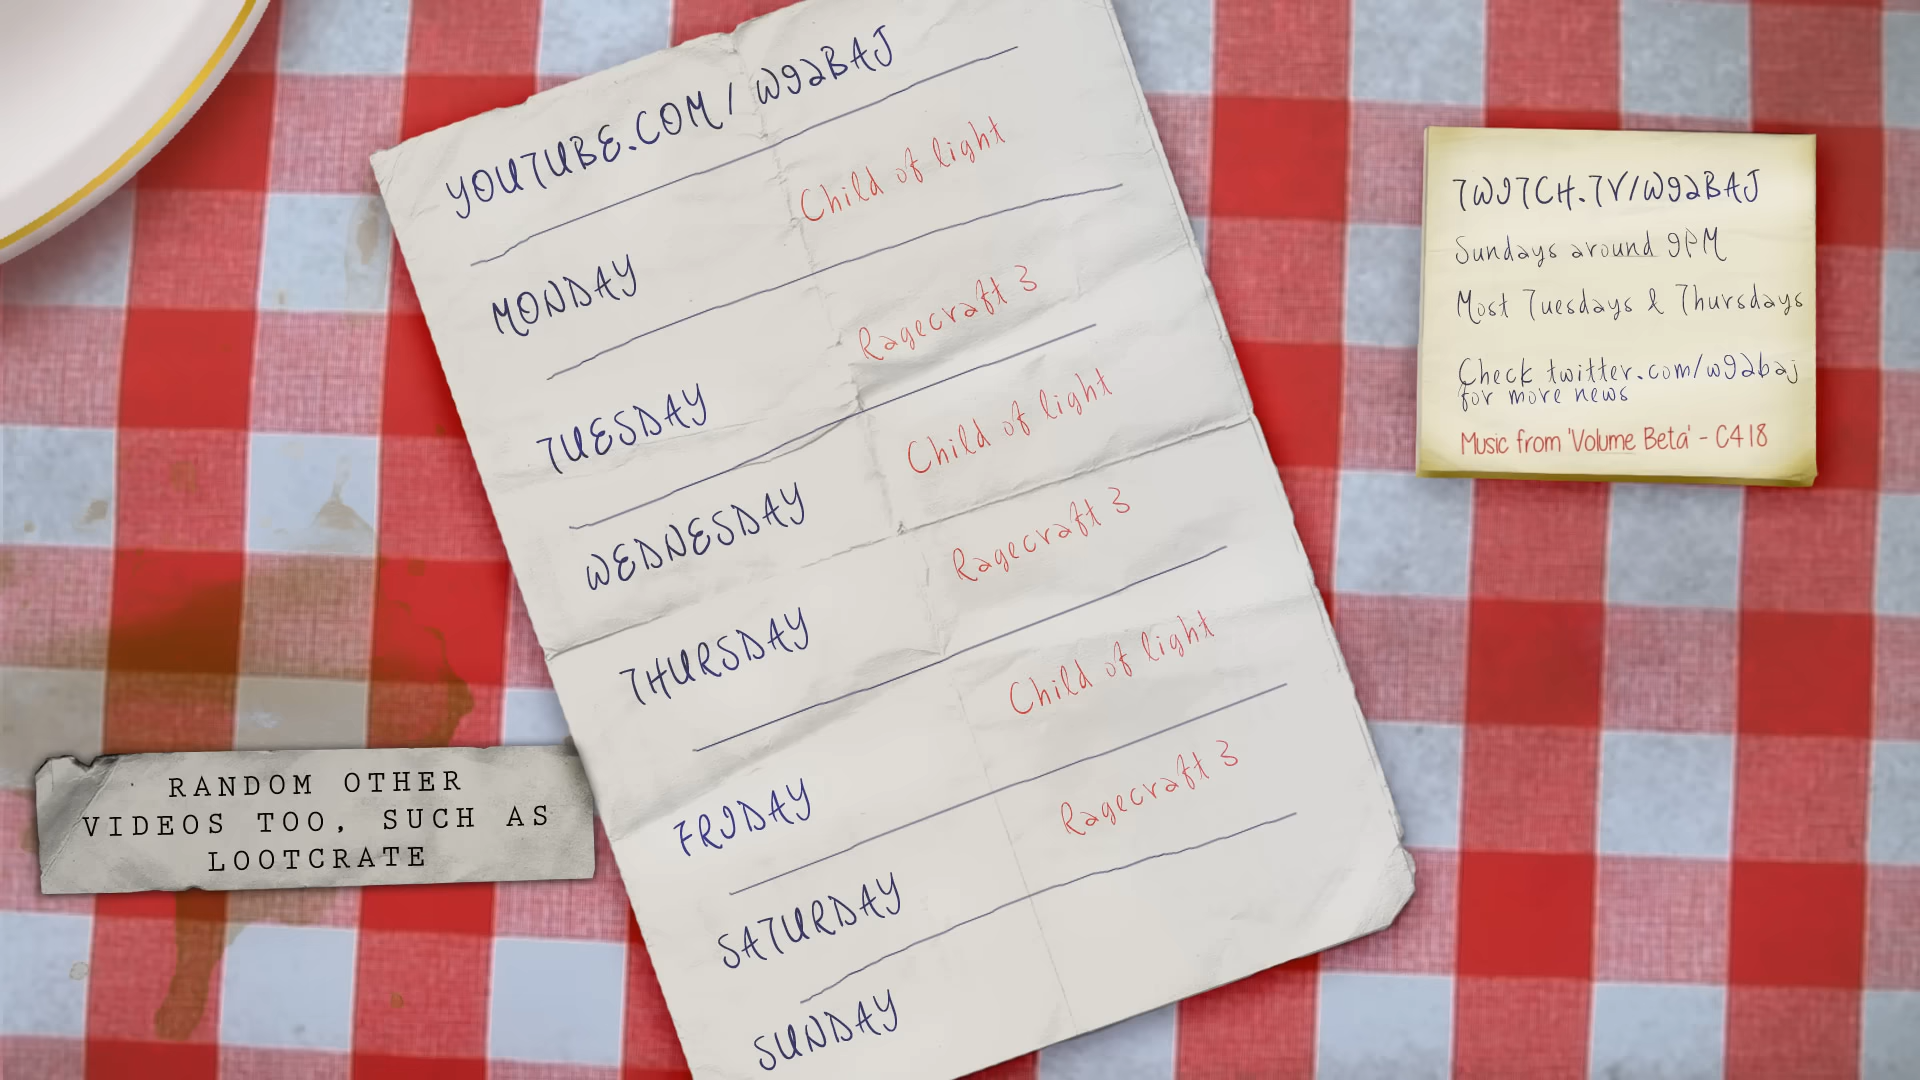 YOUTUBE.COM/W92BAJ
MONDAY
Child of light
TUESDAY
Ragecraft 3
WEDNESDAY
Child of light
THURSDAY
Ragecraft 3
FRIDAY
Child of light
SATURDAY
Ragecraft 3
SUNDAY
TWITCH.TV/W92BAJ
Sundays around 9PM
Most Tuesdays & Thursdays
Check twitter.com/w92baj
for more news
Music from 'Volume Beta' - C418
RANDOM OTHER
VIDEOS TOO, SUCH AS
LOOTCRATE